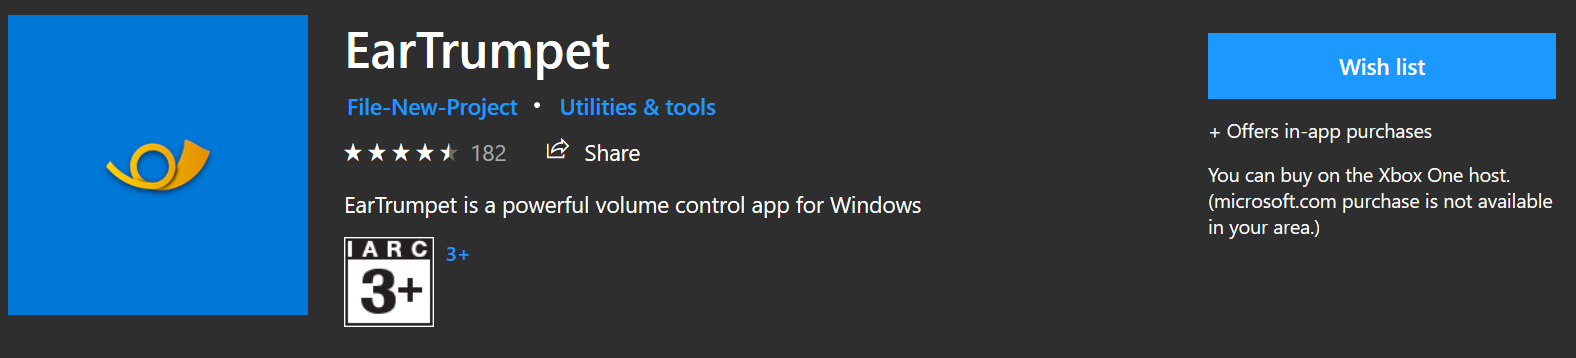 EarTrumpet
File-New-Project • Utilities & tools
182 Share
EarTrumpet is a powerful volume control app for Windows
IARC
3+
3+
Wish list
+ Offers in-app purchases
You can buy on the Xbox One host.
(microsoft.com purchase is not available
in your area.)